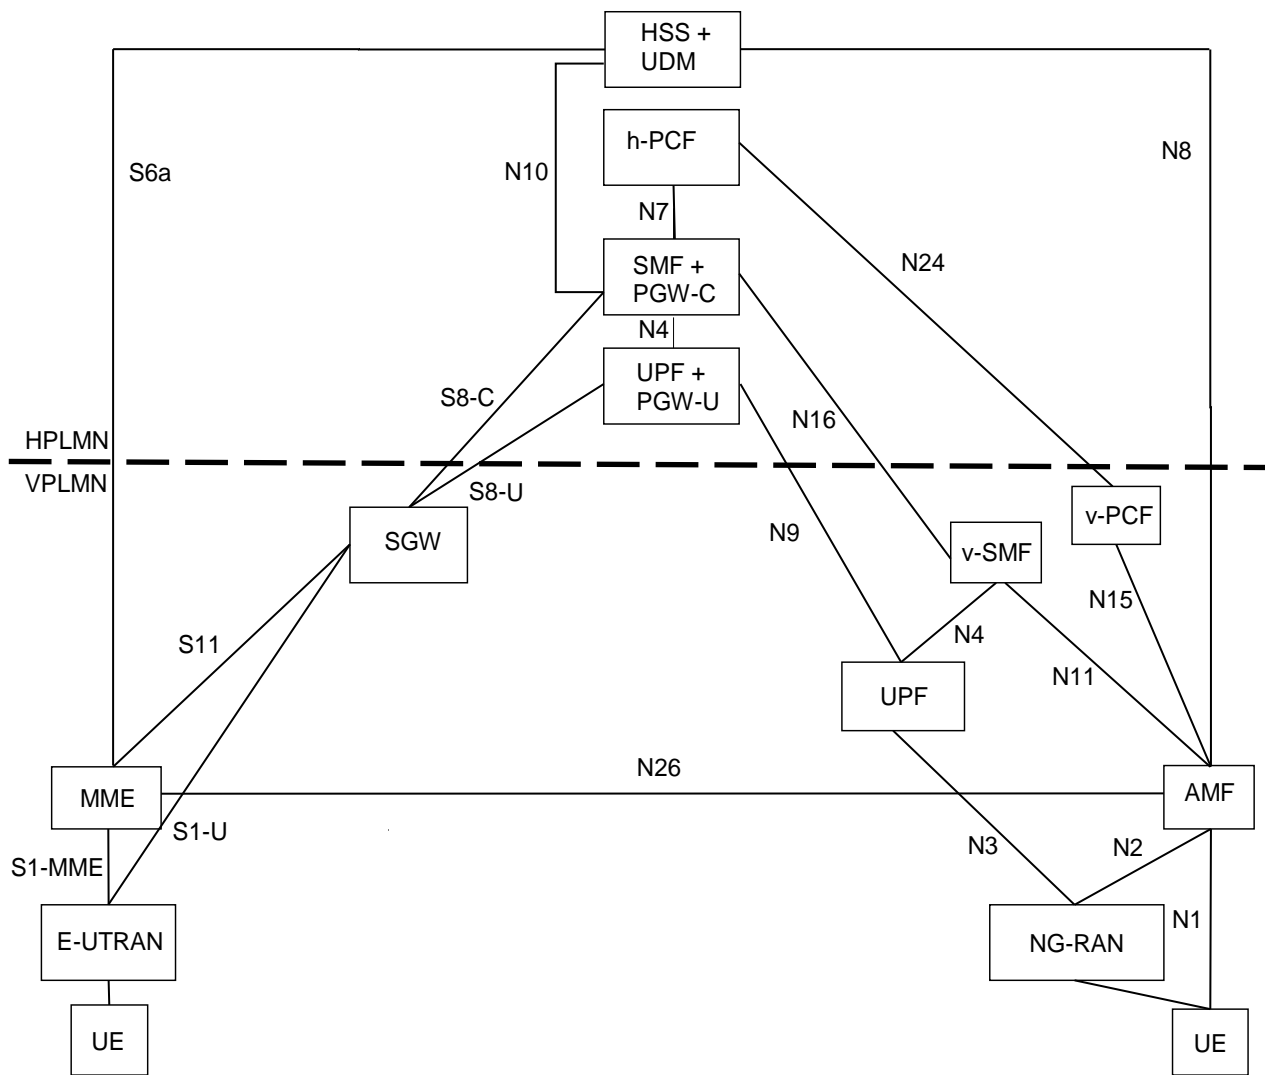 HSS +
UDM
h-PCF
N8
S6a
N10
N7
SMF +
PGW-C
N24
N4
UPF +
PGW-U
S8-C
N16
HPLMN
VPLMN
S8-U
v-PCF
SGW
N9
v-SMF
N15
S11
N4
N11
UPF
N26
MME
AMF
S1-U
N3
N2
S1-MME
N1
E-UTRAN
NG-RAN
UE
UE